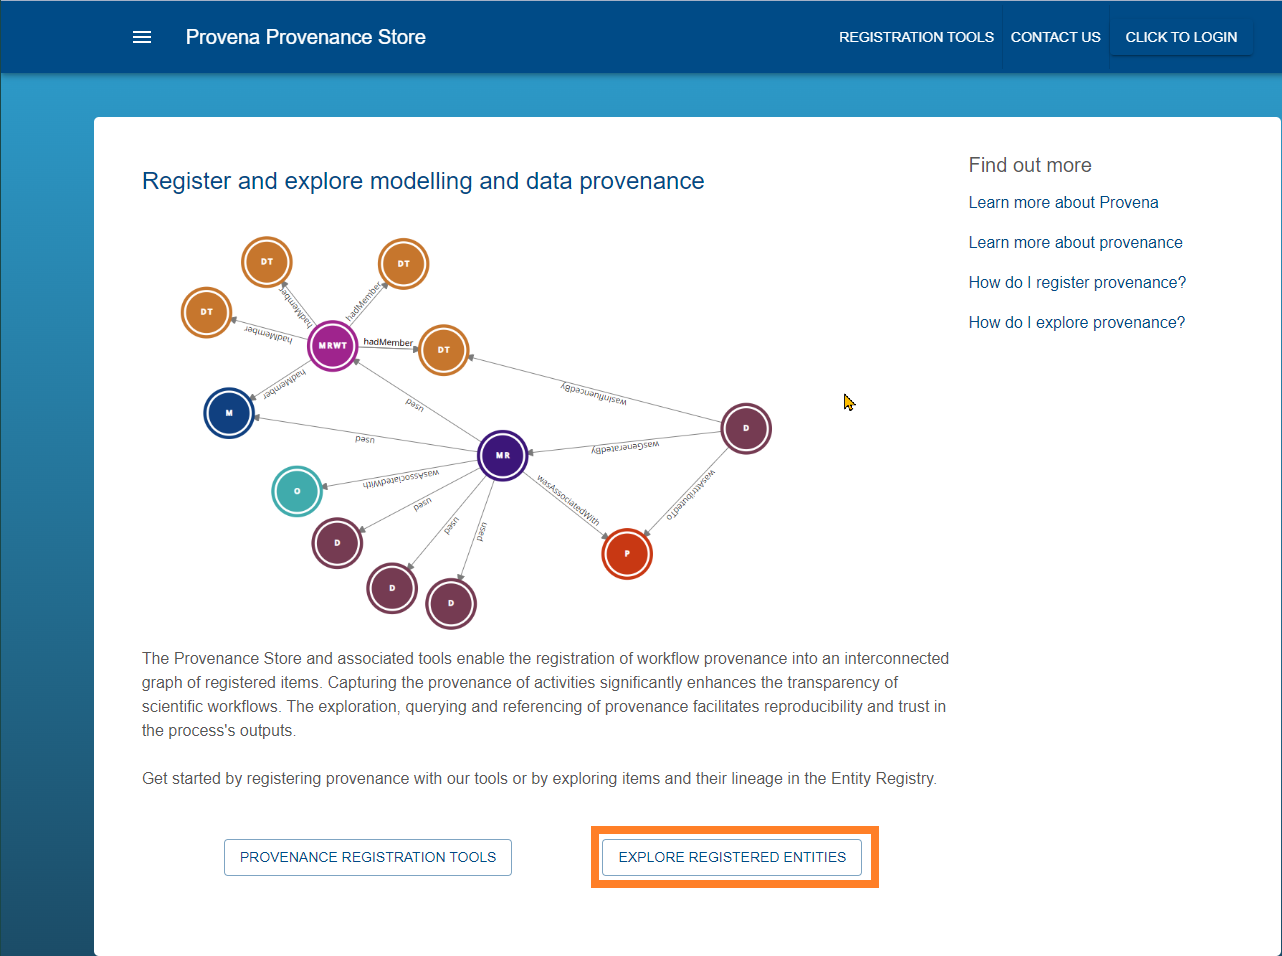 Provena Provenance Store
REGISTRATION TOOLS
CONTACT US
CLICK TO LOGIN
Register and explore modelling and data provenance
DT
DT
DT
hadMember
hadMember
hadMember
MRWT
hadMember
DT
hadMember
M
used
used
wasInfluencedBy
D
MR
wasGeneratedBy
wasAssociatedWith
O
used
used
used
wasAssociatedWith
wasAttributedTo
D
P
D
D
The Provenance Store and associated tools enable the registration of workflow provenance into an interconnected
graph of registered items. Capturing the provenance of activities significantly enhances the transparency of
scientific workflows. The exploration, querying and referencing of provenance facilitates reproducibility and trust in
the process's outputs.
Get started by registering provenance with our tools or by exploring items and their lineage in the Entity Registry.
PROVENANCE REGISTRATION TOOLS
EXPLORE REGISTERED ENTITIES
Find out more
Learn more about Provena
Learn more about provenance
How do I register provenance?
How do I explore provenance?